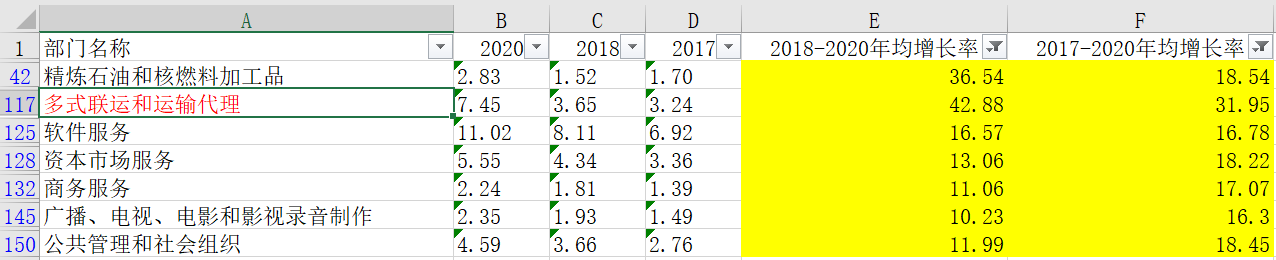 A B C D E F
1 部门名称 2020 2018 2017 2018-2020年均增长率 2017-2020年均增长率
42 精炼石油和核燃料加工品 2.83 1.52 1.70 36.54 18.54
117 多式联运和运输代理 7.45 3.65 3.24 42.88 31.95
125 软件服务 11.02 8.11 6.92 16.57 16.78
128 资本市场服务 5.55 4.34 3.36 13.06 18.22
132 商务服务 2.24 1.81 1.39 11.06 17.07
145 广播、电视、电影和影视录音制作 2.35 1.93 1.49 10.23 16.3
150 公共管理和社会组织 4.59 3.66 2.76 11.99 18.45